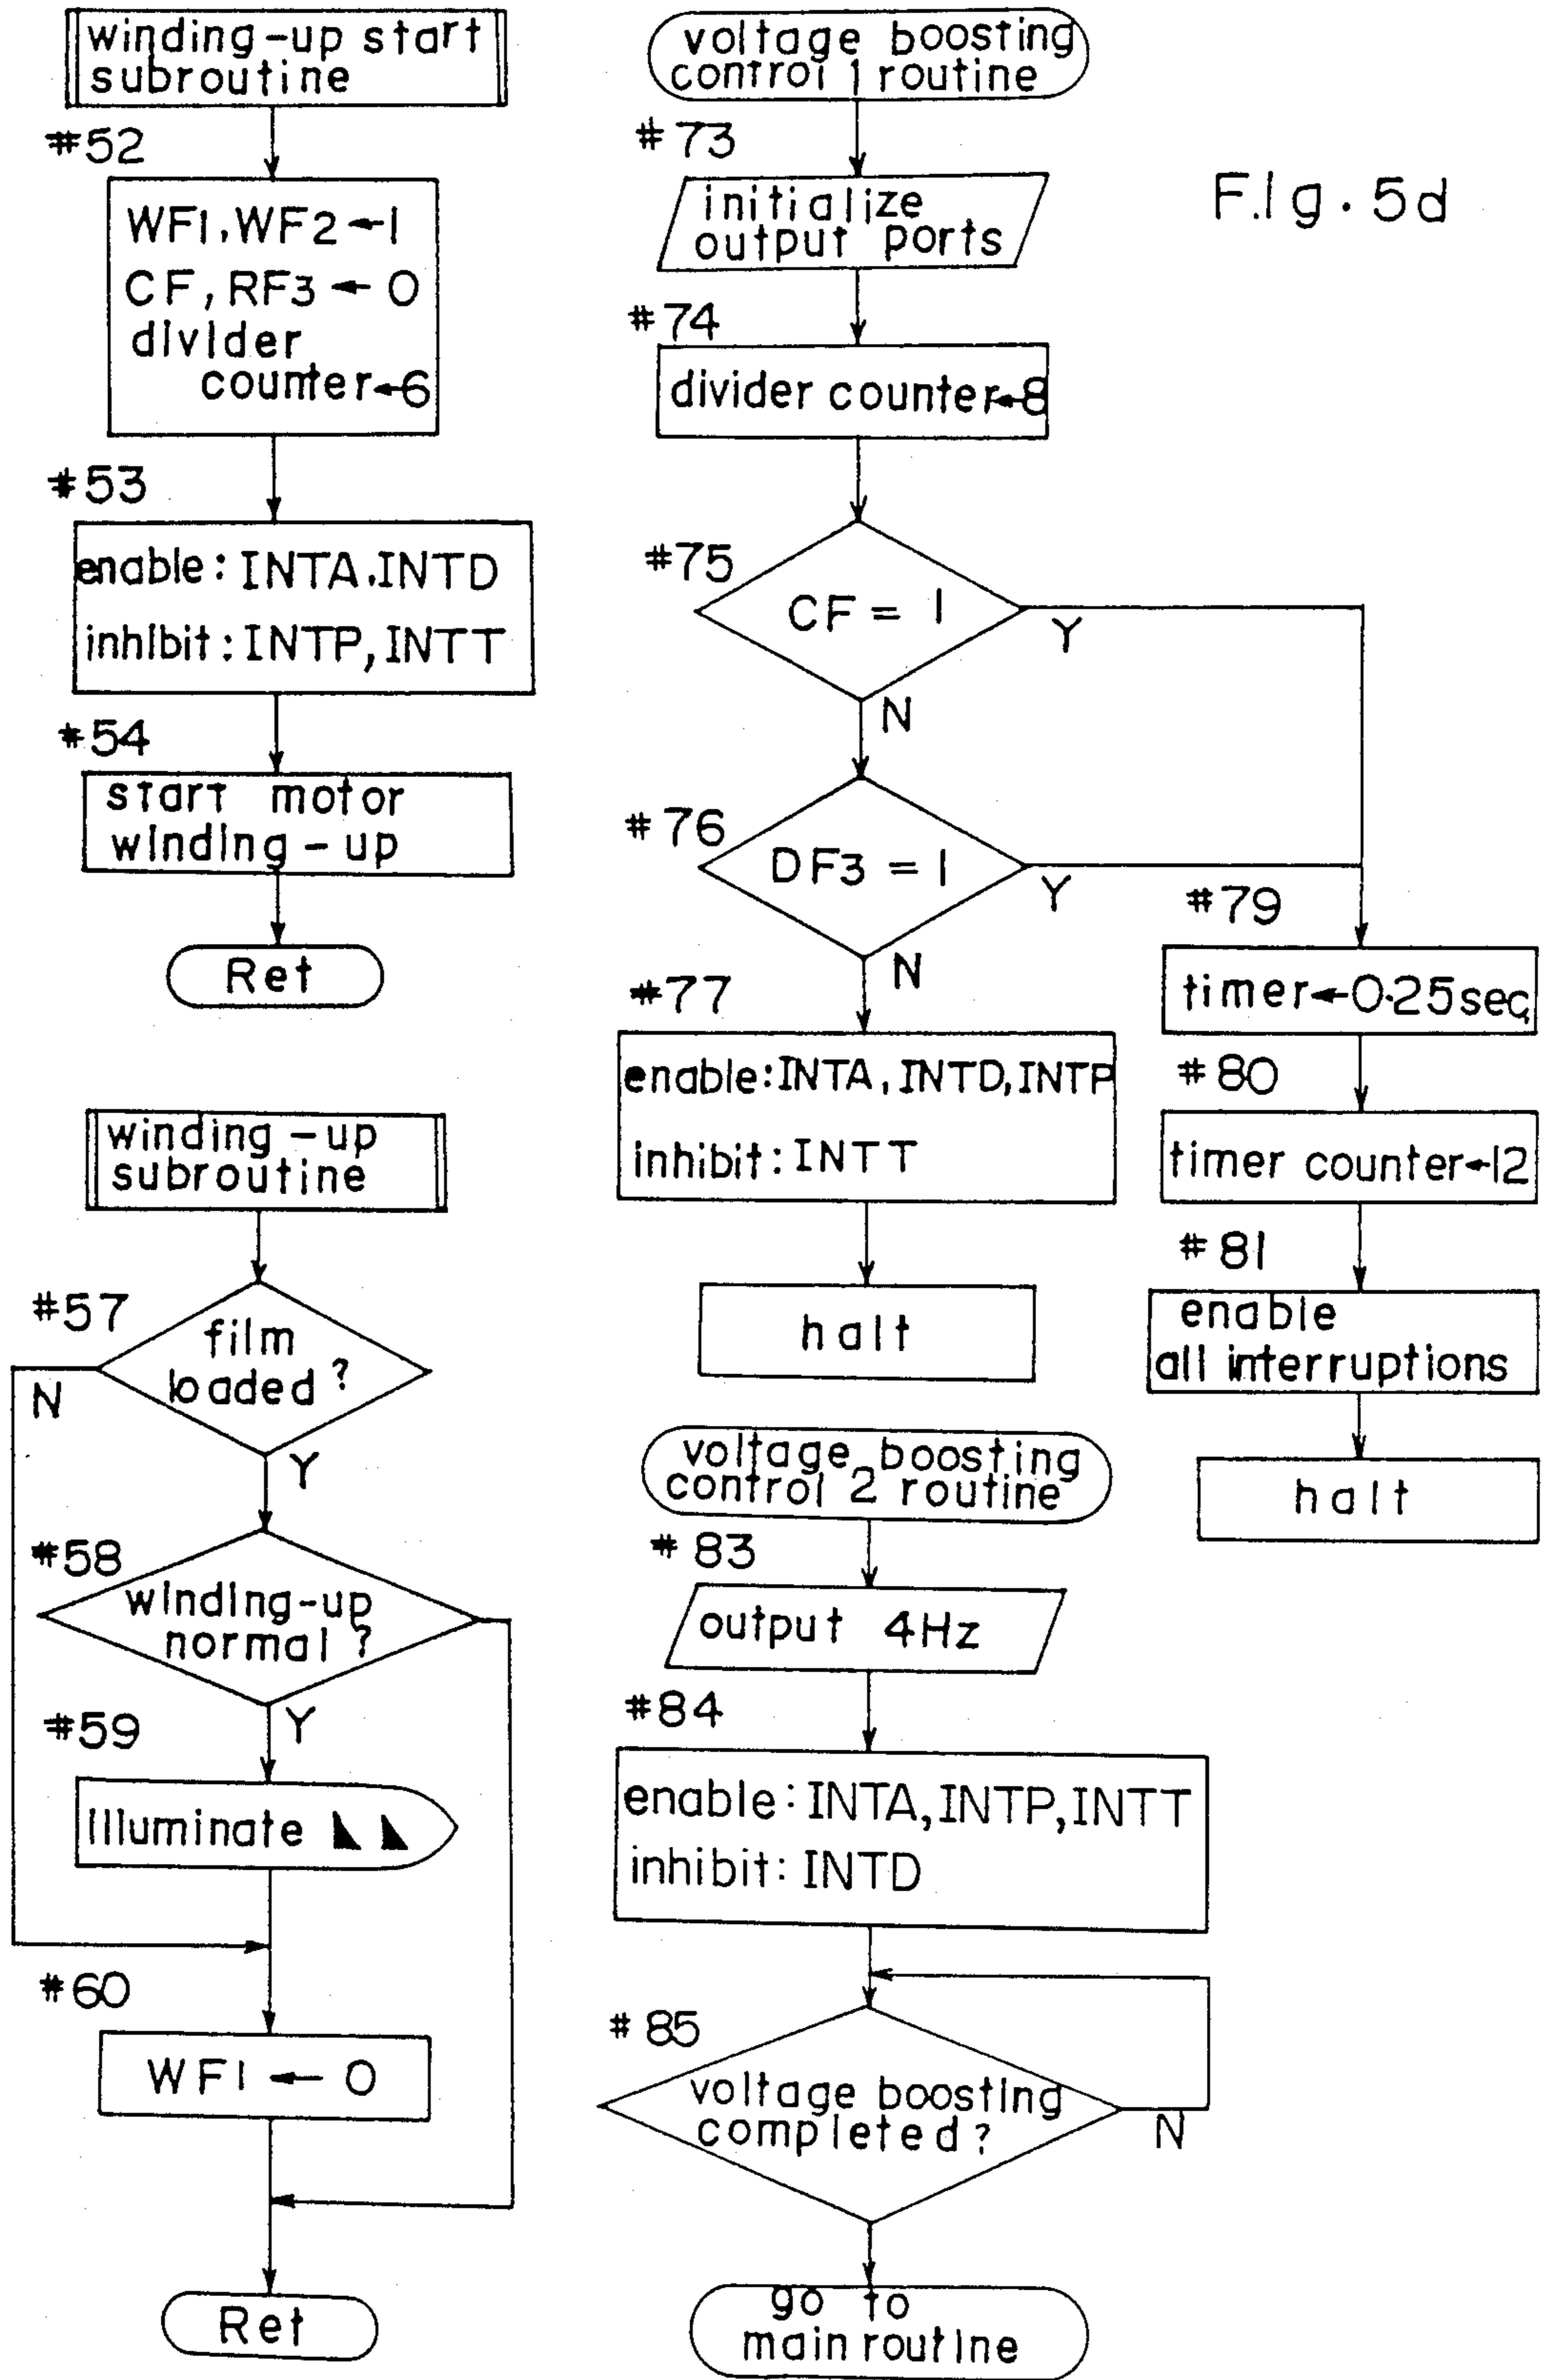 winding-up start
subroutine
#52
WF1, WF2←1
CF, RF3 ← 0
divider
counter←6
#53
enable: INTA, INTD
inhibit: INTP, INTT
#54
start motor
winding-up
Ret
winding-up
subroutine
#57
film
loaded?
N
Y
#58
winding-up
normal?
Y
#59
Illuminate
#60
WF1 ← 0
Ret
voltage boosting
control 1 routine
#73
initialize
output ports
#74
divider counter←8
#75
CF = 1
Y
N
#76
DF3 = 1
Y
N
#77
enable: INTA, INTD, INTP
inhibit: INTT
halt
#79
timer←0.25sec
#80
timer counter←12
#81
enable
all interruptions
halt
voltage boosting
control 2 routine
#83
output 4Hz
#84
enable: INTA, INTP, INTT
inhibit: INTD
#85
voltage boosting
completed?
N
go to
main routine
F.Ig. 5d